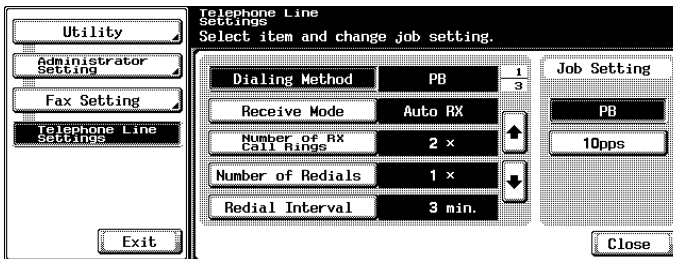 Utility
Administrator
Setting
Fax Setting
Telephone Line
Settings
Exit
Telephone Line
Settings
Select item and change job setting.
Dialing Method PB
1
3
Receive Mode Auto RX
Number of RX
Call Rings
2 ×
Number of Redials 1 ×
Redial Interval 3 min.
Job Setting
PB
10pps
Close